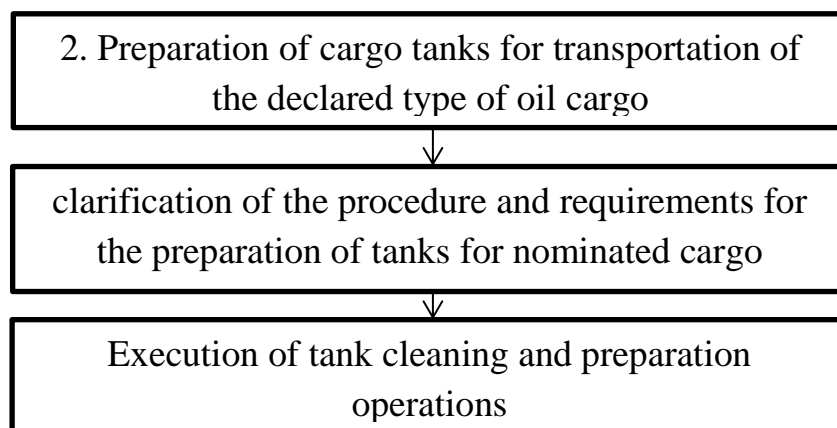 2. Preparation of cargo tanks for transportation of
the declared type of oil cargo
clarification of the procedure and requirements for
the preparation of tanks for nominated cargo
Execution of tank cleaning and preparation
operations